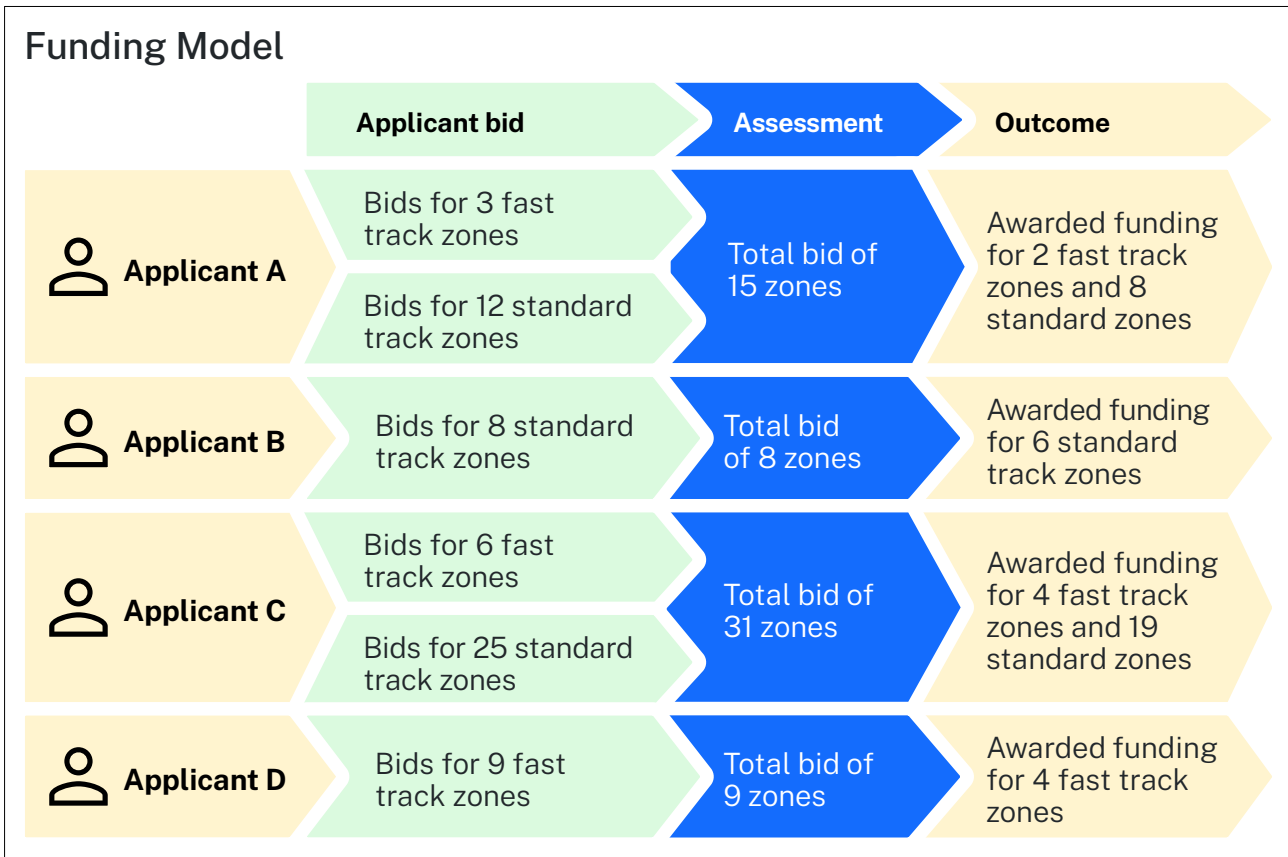 Funding Model
Applicant bid
Assessment
Outcome
Applicant A
Bids for 3 fast
track zones
Bids for 12 standard
track zones
Total bid of
15 zones
Awarded funding
for 2 fast track
zones and 8
standard zones
Applicant B
Bids for 8 standard
track zones
Total bid
of 8 zones
Awarded funding
for 6 standard
track zones
Applicant C
Bids for 6 fast
track zones
Bids for 25 standard
track zones
Total bid of
31 zones
Awarded funding
for 4 fast track
zones and 19
standard zones
Applicant D
Bids for 9 fast
track zones
Total bid of
9 zones
Awarded funding
for 4 fast track
zones